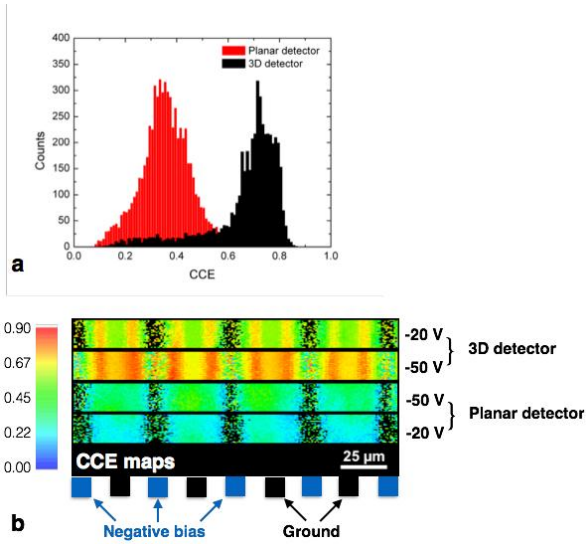 400
350
300
250
200
150
100
50
0
Counts
Planar detector
3D detector
0.0 0.2 0.4 0.6 0.8 1.0
CCE
a
0.90
0.67
0.45
0.22
0.00
-20 V
-50 V
3D detector
-50 V
-20 V
Planar detector
CCE maps
25 μm
Negative bias
Ground
b